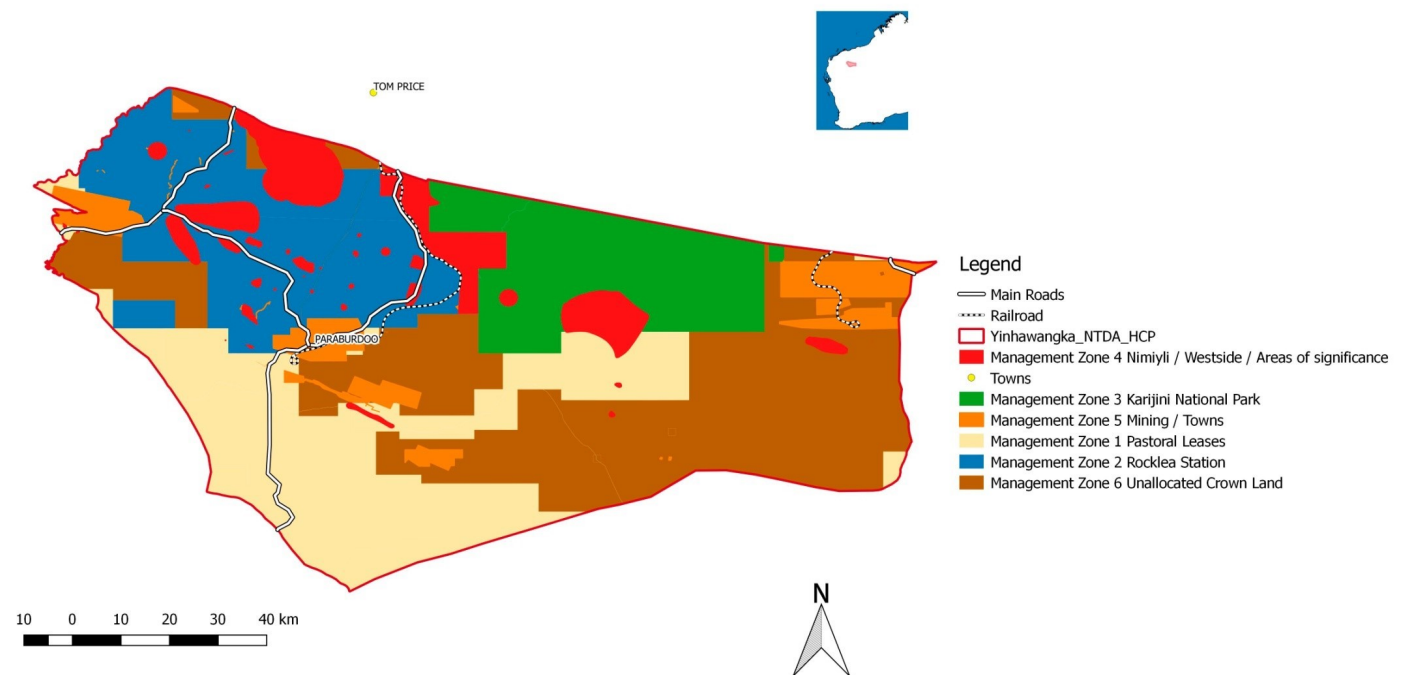 TOM PRICE
PARABURDOO
Legend
Main Roads
Railroad
Yinhawangka_NTDA_HCP
Management Zone 4 Nimiyli / Westside / Areas of significance
Towns
Management Zone 3 Karijini National Park
Management Zone 5 Mining / Towns
Management Zone 1 Pastoral Leases
Management Zone 2 Rocklea Station
Management Zone 6 Unallocated Crown Land
10 0 10 20 30 40 km
N